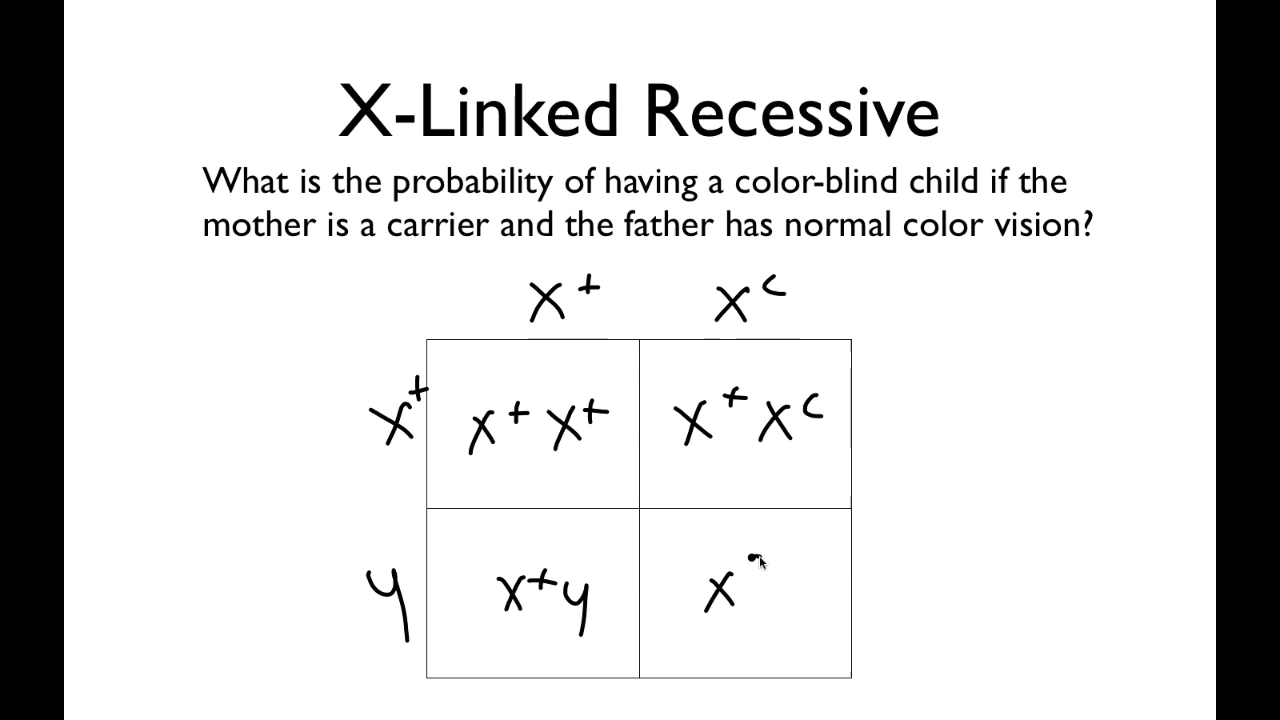 X-Linked Recessive
What is the probability of having a color-blind child if the
mother is a carrier and the father has normal color vision?
X+ Xc
X+ X+ X+ X+ Xc
y X+y X